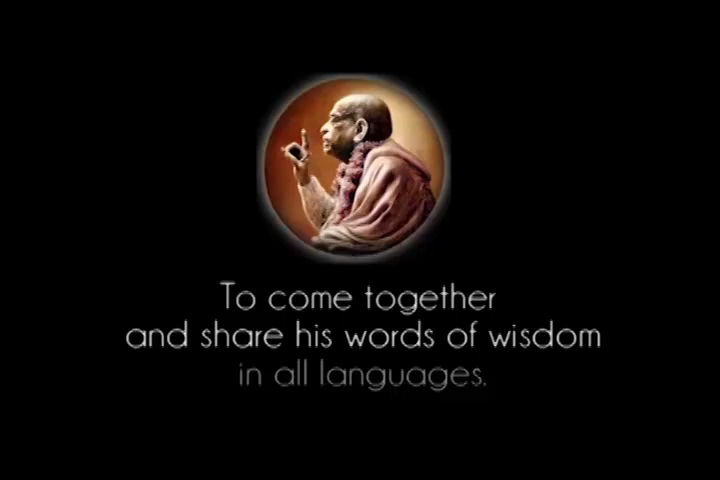 To come together
and share his words of wisdom
in all languages.